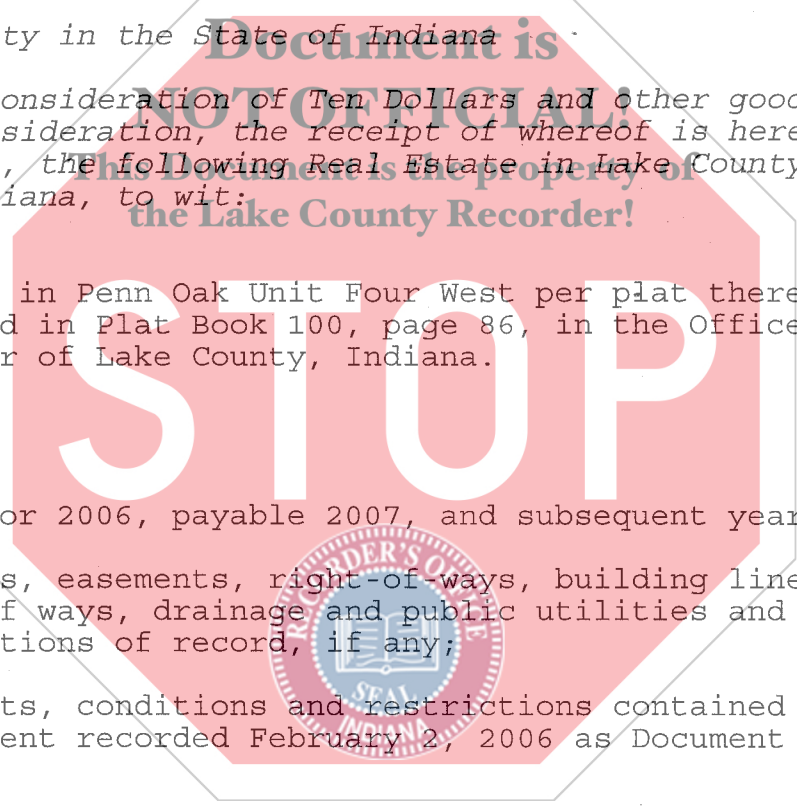 ty in the State of Indiana
Document is
onsideration of Ten Dollars and other good
NOT OFFICIAL!
sideration, the receipt of whereof is here
, the following Real Estate in Lake County
This Document is the property of
iana, to wit:
the Lake County Recorder!
in Penn Oak Unit Four West per plat there
d in Plat Book 100, page 86, in the Office
r of Lake County, Indiana.
STOP
or 2006, payable 2007, and subsequent year
s, easements, right-of-ways, building line
f ways, drainage and public utilities and
tions of record, if any;
RECORDER'S OFFICE
SEAL
INDIANA
ts, conditions and restrictions contained
ent recorded February 2, 2006 as Document